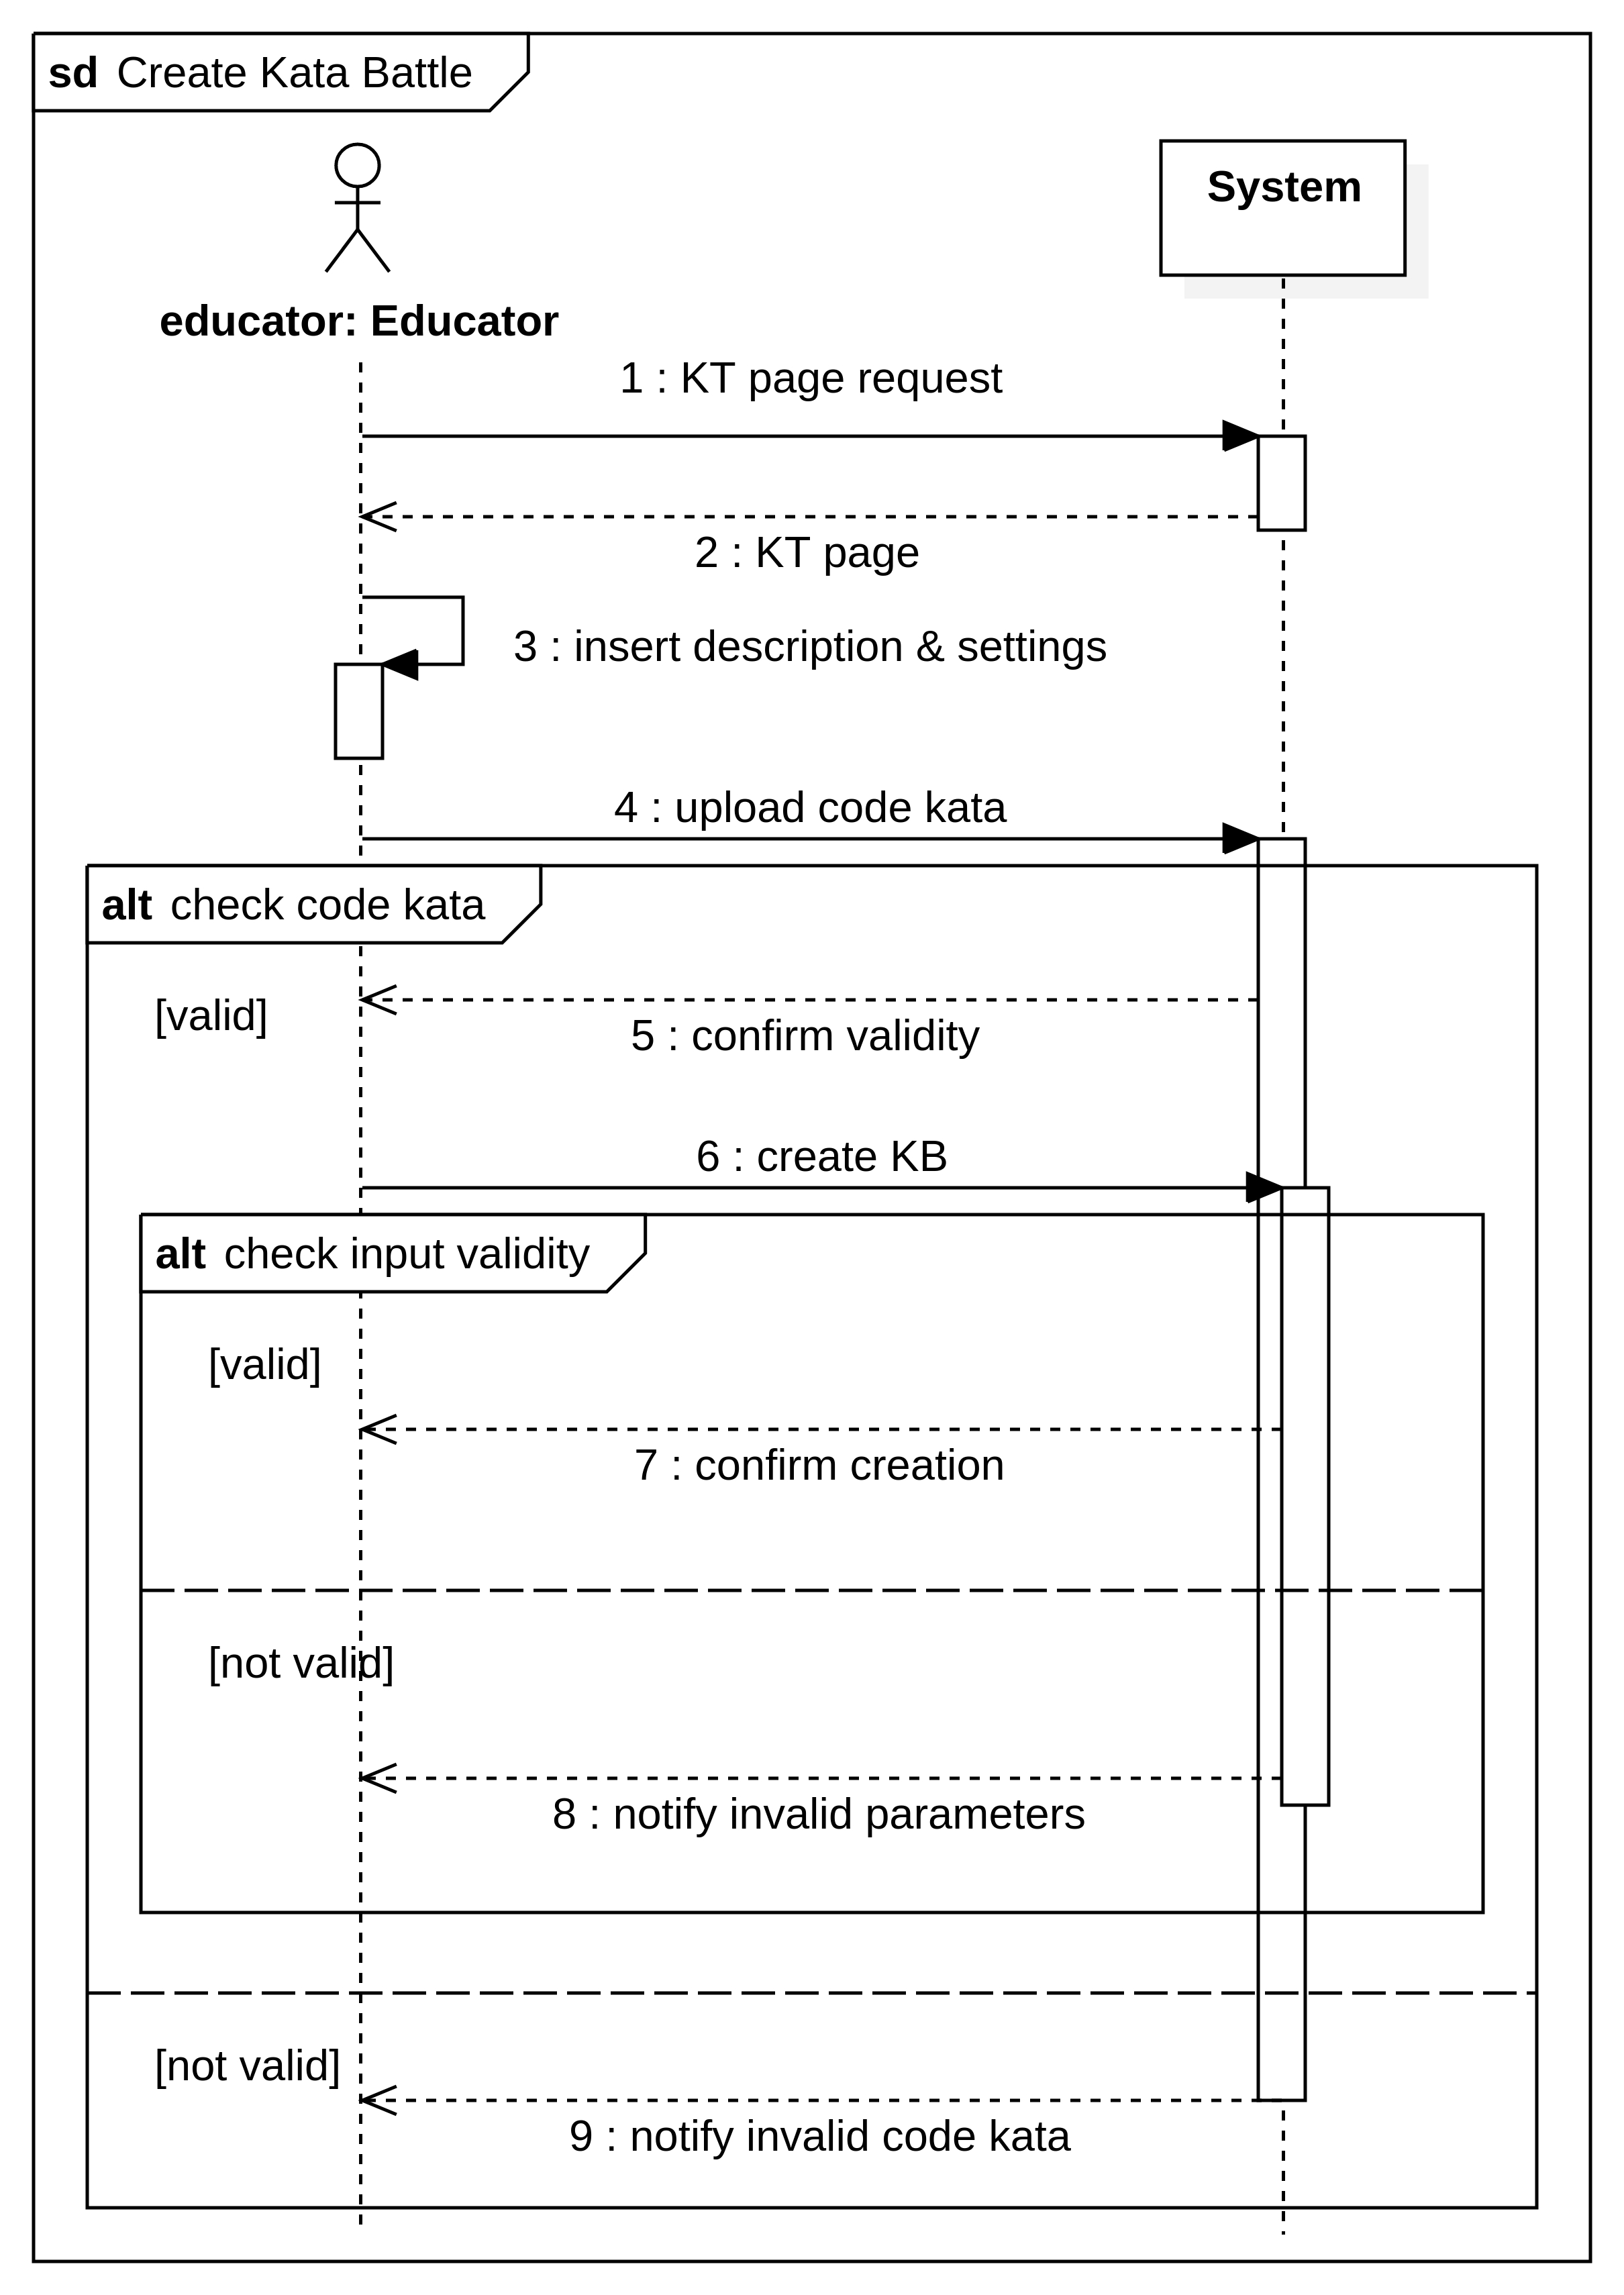 sd Create Kata Battle
System
educator: Educator
1 : KT page request
2 : KT page
3 : insert description & settings
4 : upload code kata
alt check code kata
[valid]
5 : confirm validity
6 : create KB
alt check input validity
[valid]
7 : confirm creation
[not valid]
8 : notify invalid parameters
[not valid]
9 : notify invalid code kata